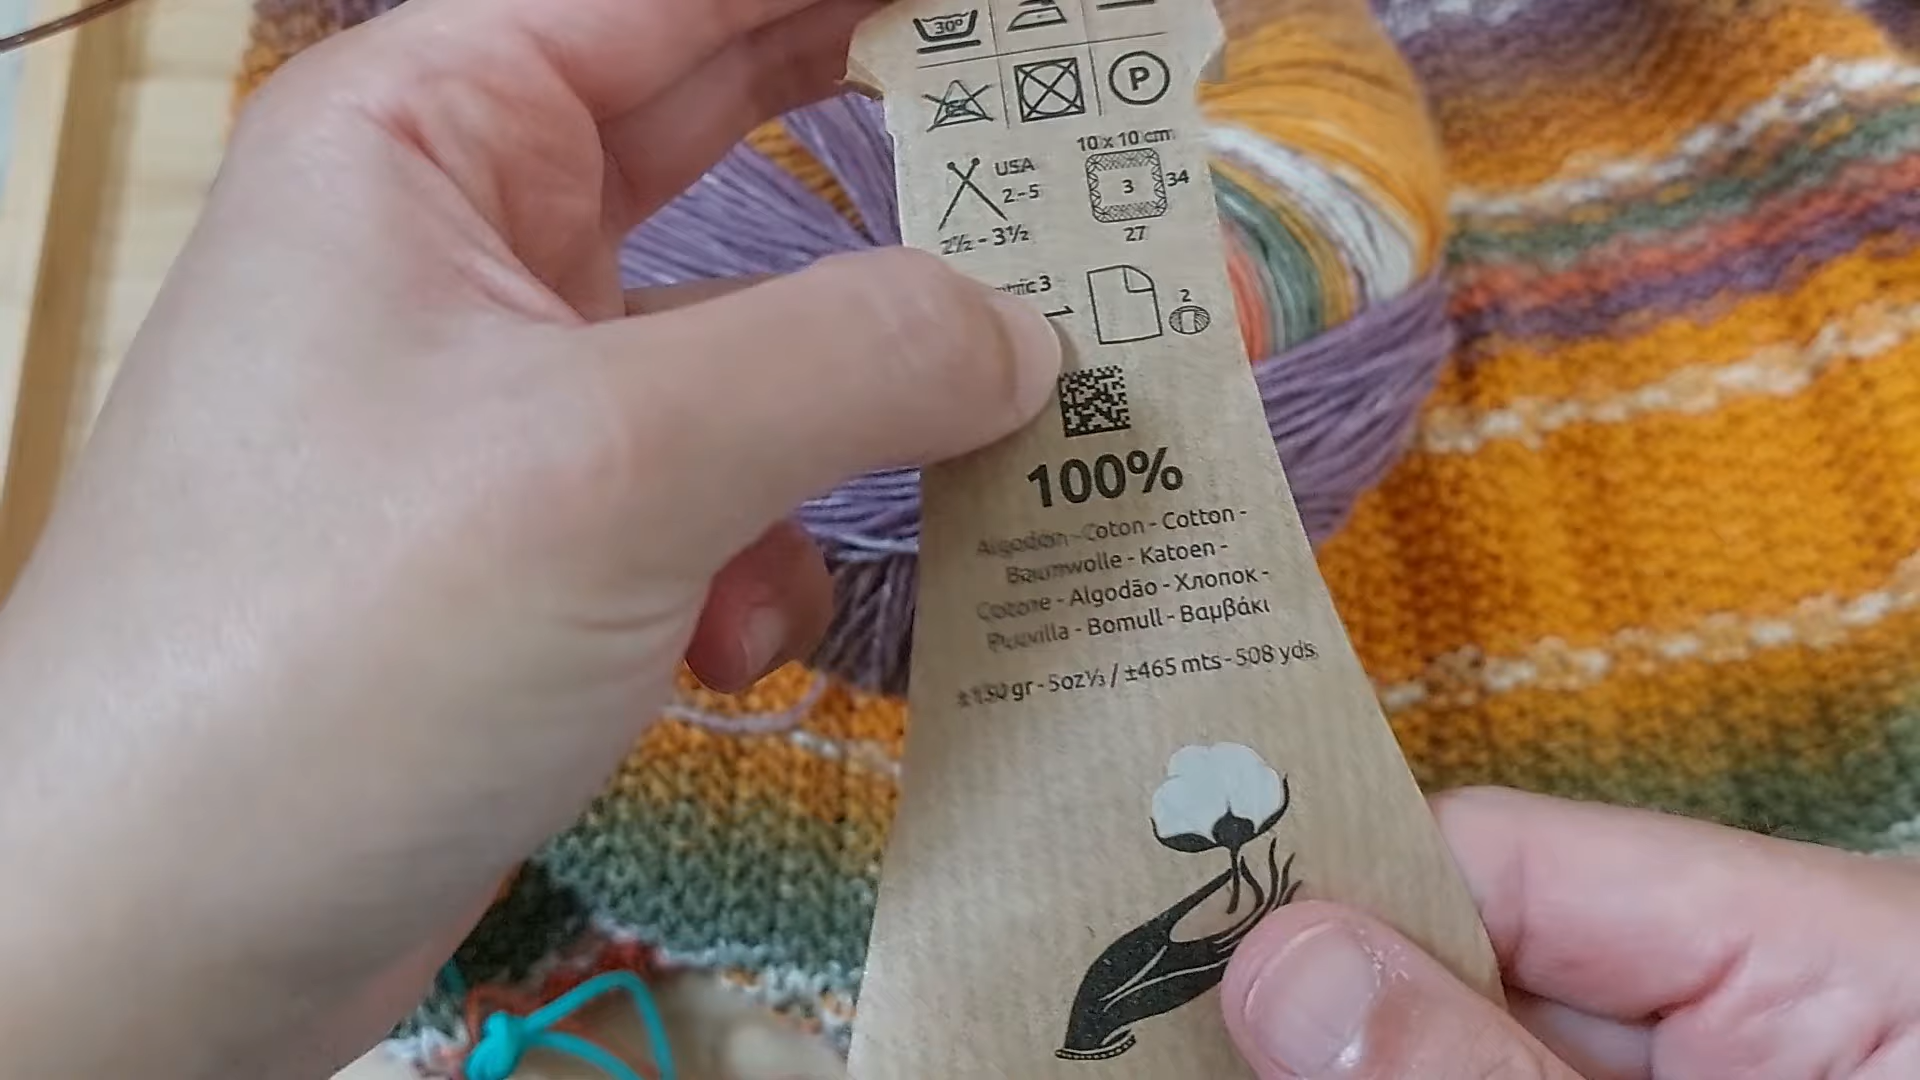 30°
P
10 x 10 cm
USA
2-5
3
34
2½ - 3½
27
3
2
100%
Algodón - Coton - Cotton -
Baumwolle - Katoen -
Cotone - Algodão - Хлопок -
Puuvilla - Bomull - Βαμβάκι
±150 gr - 5oz⅓ / ±465 mts - 508 yds